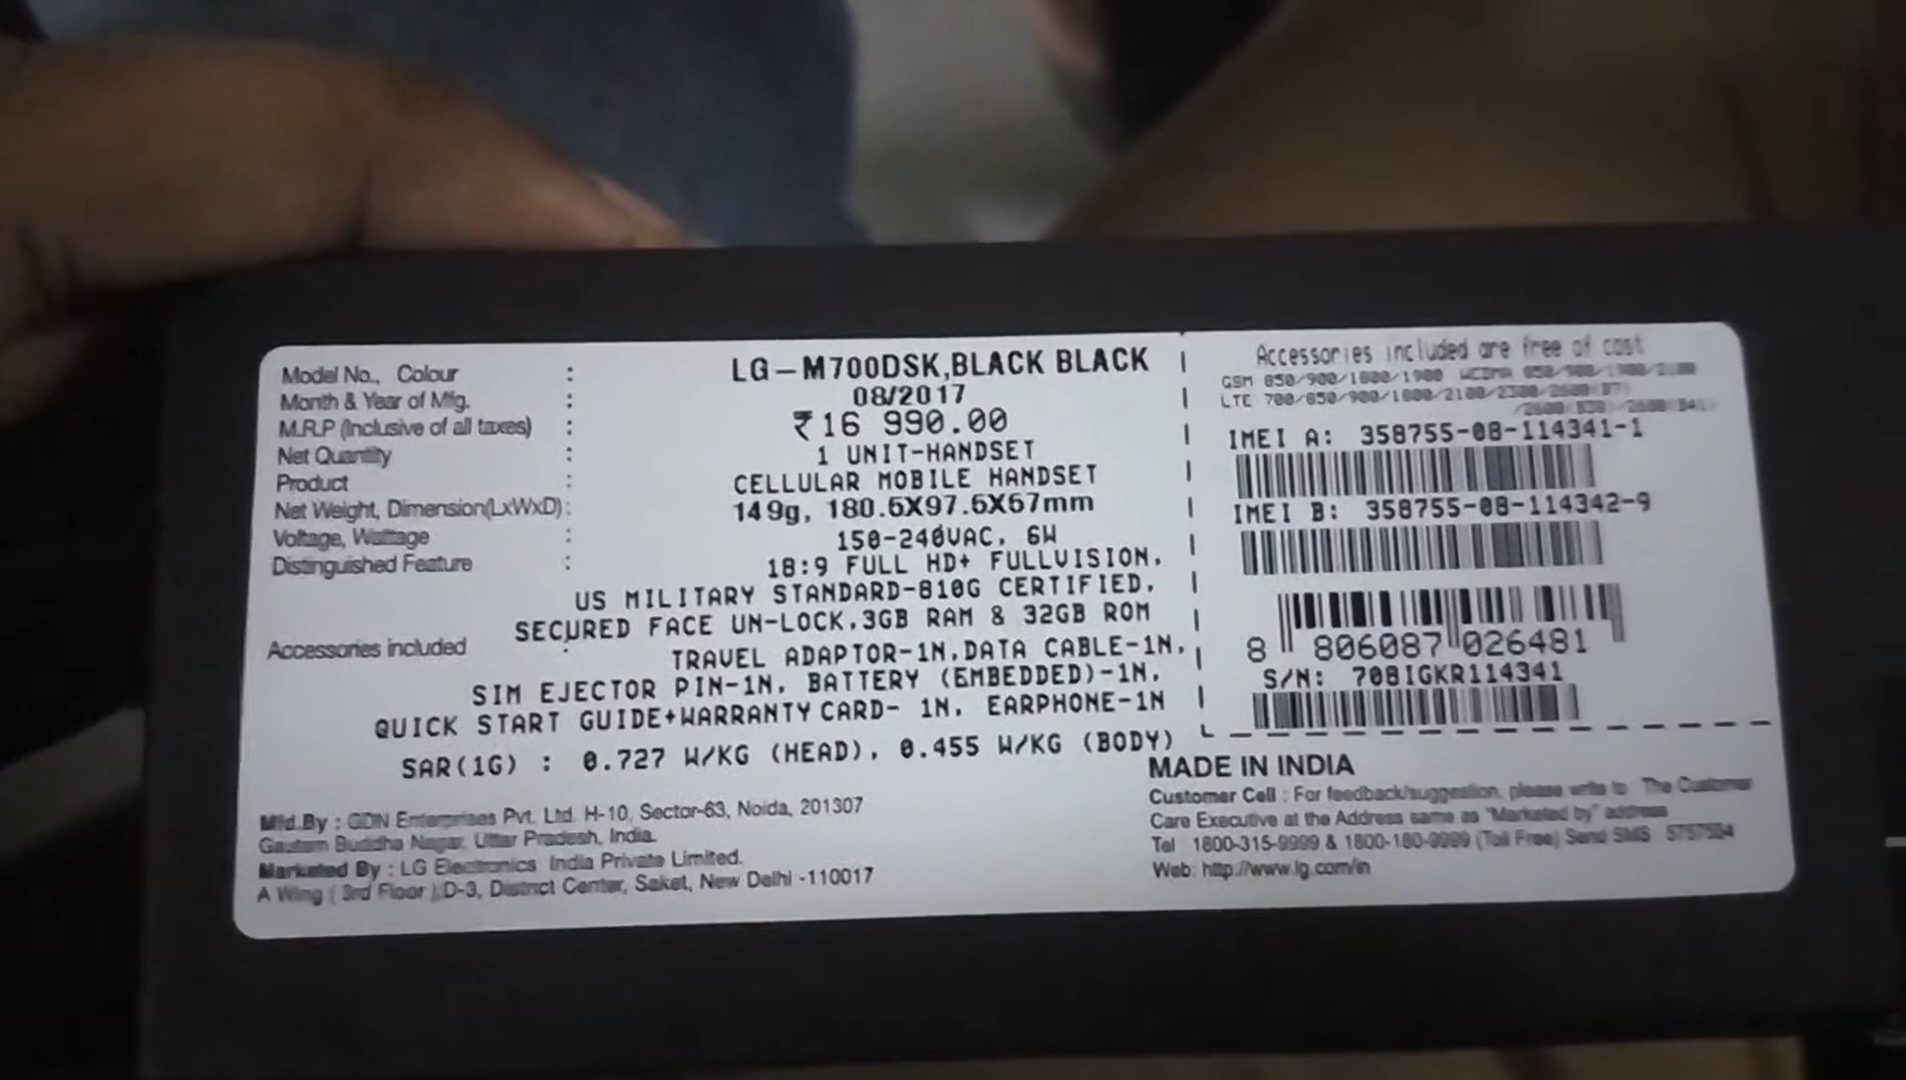 Model No., Colour : LG-M700DSK,BLACK BLACK
Month & Year of Mfg. : 08/2017
M.R.P (Inclusive of all taxes) : ₹16 990.00
Net Quantity : 1 UNIT-HANDSET
Product : CELLULAR MOBILE HANDSET
Net Weight, Dimension(LxWxD) : 149g, 180.5X97.5X57mm
Voltage, Wattage : 150-240VAC, 6W
Distinguished Feature : 18:9 FULL HD+ FULLVISION,
US MILITARY STANDARD-810G CERTIFIED,
SECURED FACE UN-LOCK,3GB RAM & 32GB ROM
Accessories included : TRAVEL ADAPTOR-1N,DATA CABLE-1N,
SIM EJECTOR PIN-1N, BATTERY (EMBEDDED)-1N,
QUICK START GUIDE+WARRANTY CARD- 1N, EARPHONE-1N
SAR(1G) : 0.727 W/KG (HEAD), 0.455 W/KG (BODY)
Mfd.By : GDN Enterprises Pvt. Ltd. H-10, Sector-63, Noida, 201307
Gautam Buddha Nagar, Uttar Pradesh, India.
Marketed By : LG Electronics India Private Limited.
A Wing ( 3rd Floor ),D-3, District Center, Saket, New Delhi -110017
Accessories included are free of cost
GSM 850/900/1800/1900 WCDMA 850/900/1900/2100
LTE 700/850/900/1800/2100/2300/2600(B7)
IMEI A: 358755-08-114341-1
IMEI B: 358755-08-114342-9
8 806087 026481
S/N: 708IGKR114341
MADE IN INDIA
Customer Cell : For feedback/suggestion, please write to The Customer
Care Executive at the Address same as "Marketed by" address
Tel 1800-315-9999 & 1800-180-9999 (Toll Free) Send SMS 5757554
Web: http://www.lg.com/in